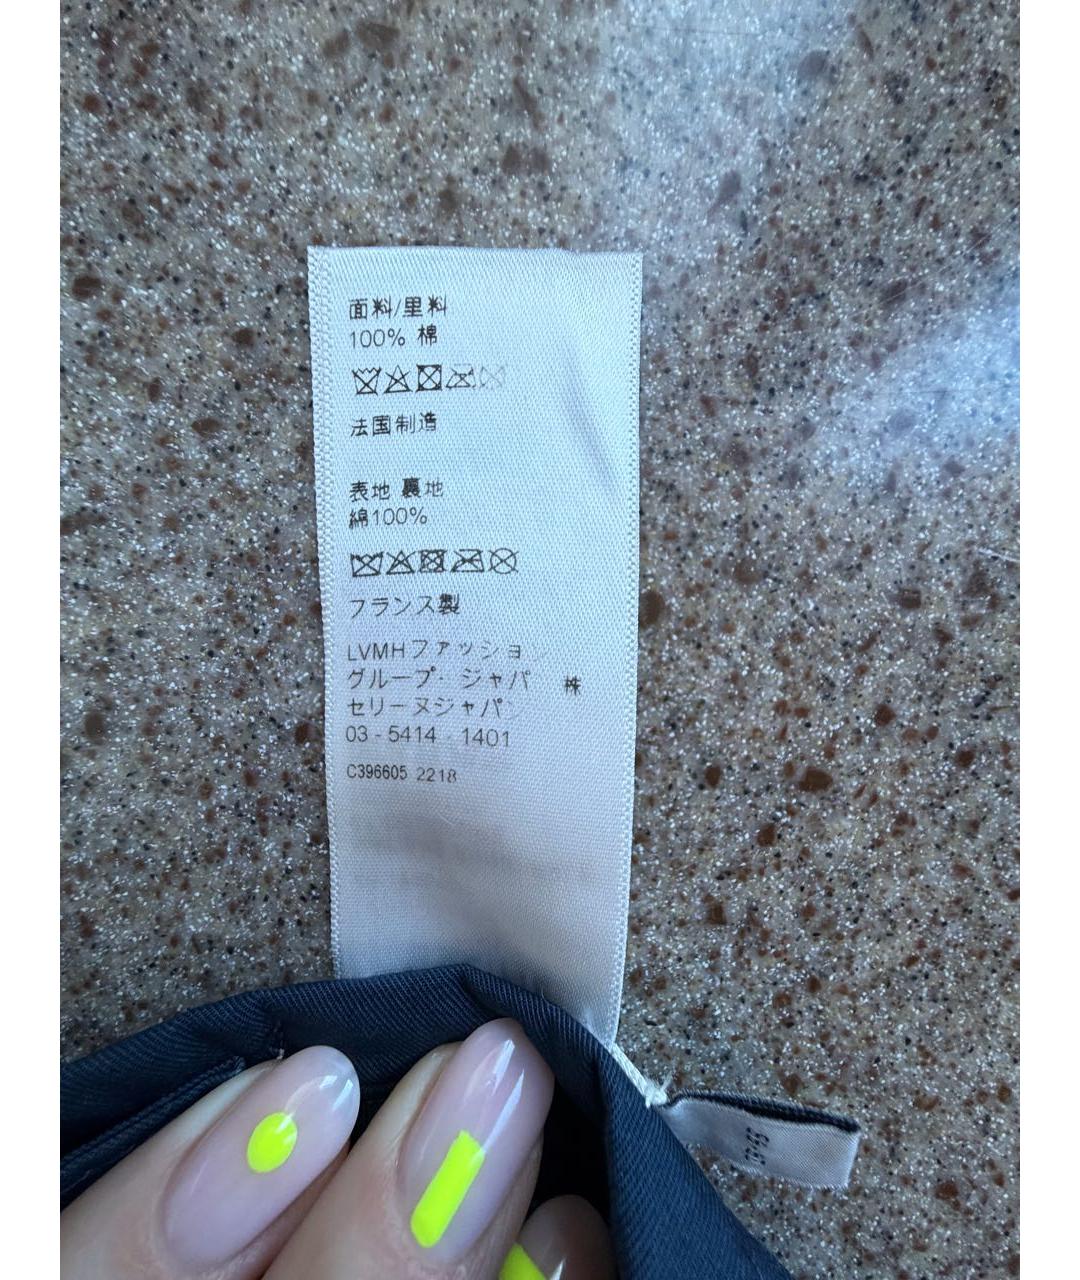 面料/里料
100% 棉
法国制造
表地 裏地
綿100%
フランス製
LVMHファッション
グループ・ジャパ 株
セリーヌジャパン
03-5414-1401
C396605 2218